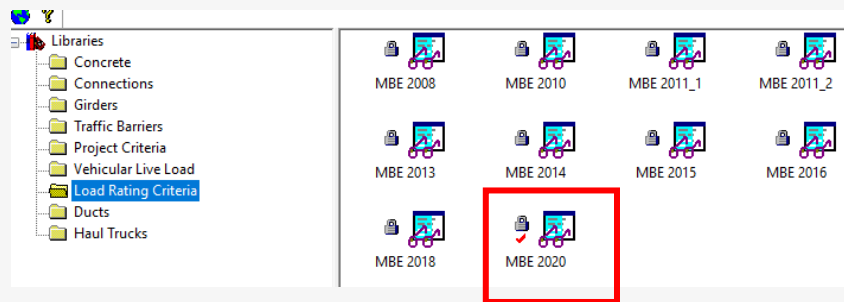 Libraries
Concrete
Connections
Girders
Traffic Barriers
Project Criteria
Vehicular Live Load
Load Rating Criteria
Ducts
Haul Trucks
MBE 2008 MBE 2010 MBE 2011_1 MBE 2011_2
MBE 2013 MBE 2014 MBE 2015 MBE 2016
MBE 2018 MBE 2020